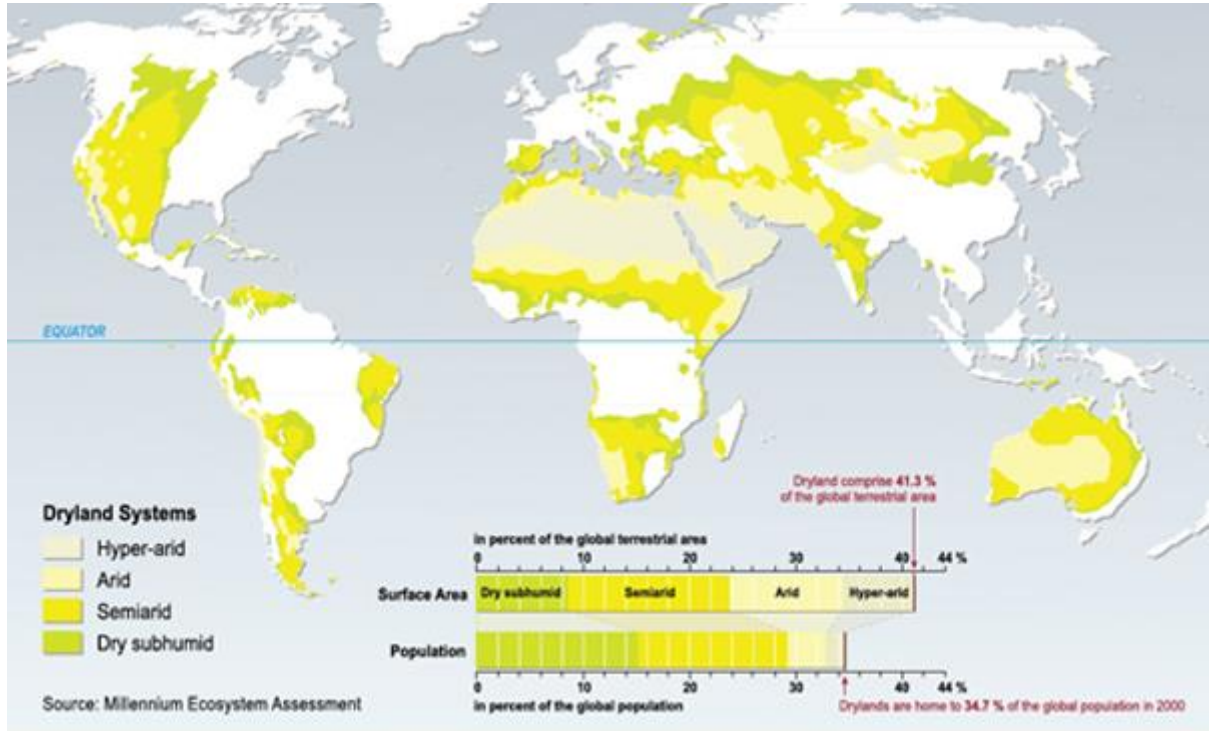 EQUATOR
Dryland comprise 41.3 %
of the global terrestrial area
Dryland Systems
Hyper-arid
Arid
Semiarid
Dry subhumid
Source: Millennium Ecosystem Assessment
in percent of the global terrestrial area
0 10 20 30 40 44 %
Surface Area Dry subhumid Semiarid Arid Hyper-arid
Population
0 10 20 30 40 44 %
in percent of the global population
Drylands are home to 34.7 % of the global population in 2000